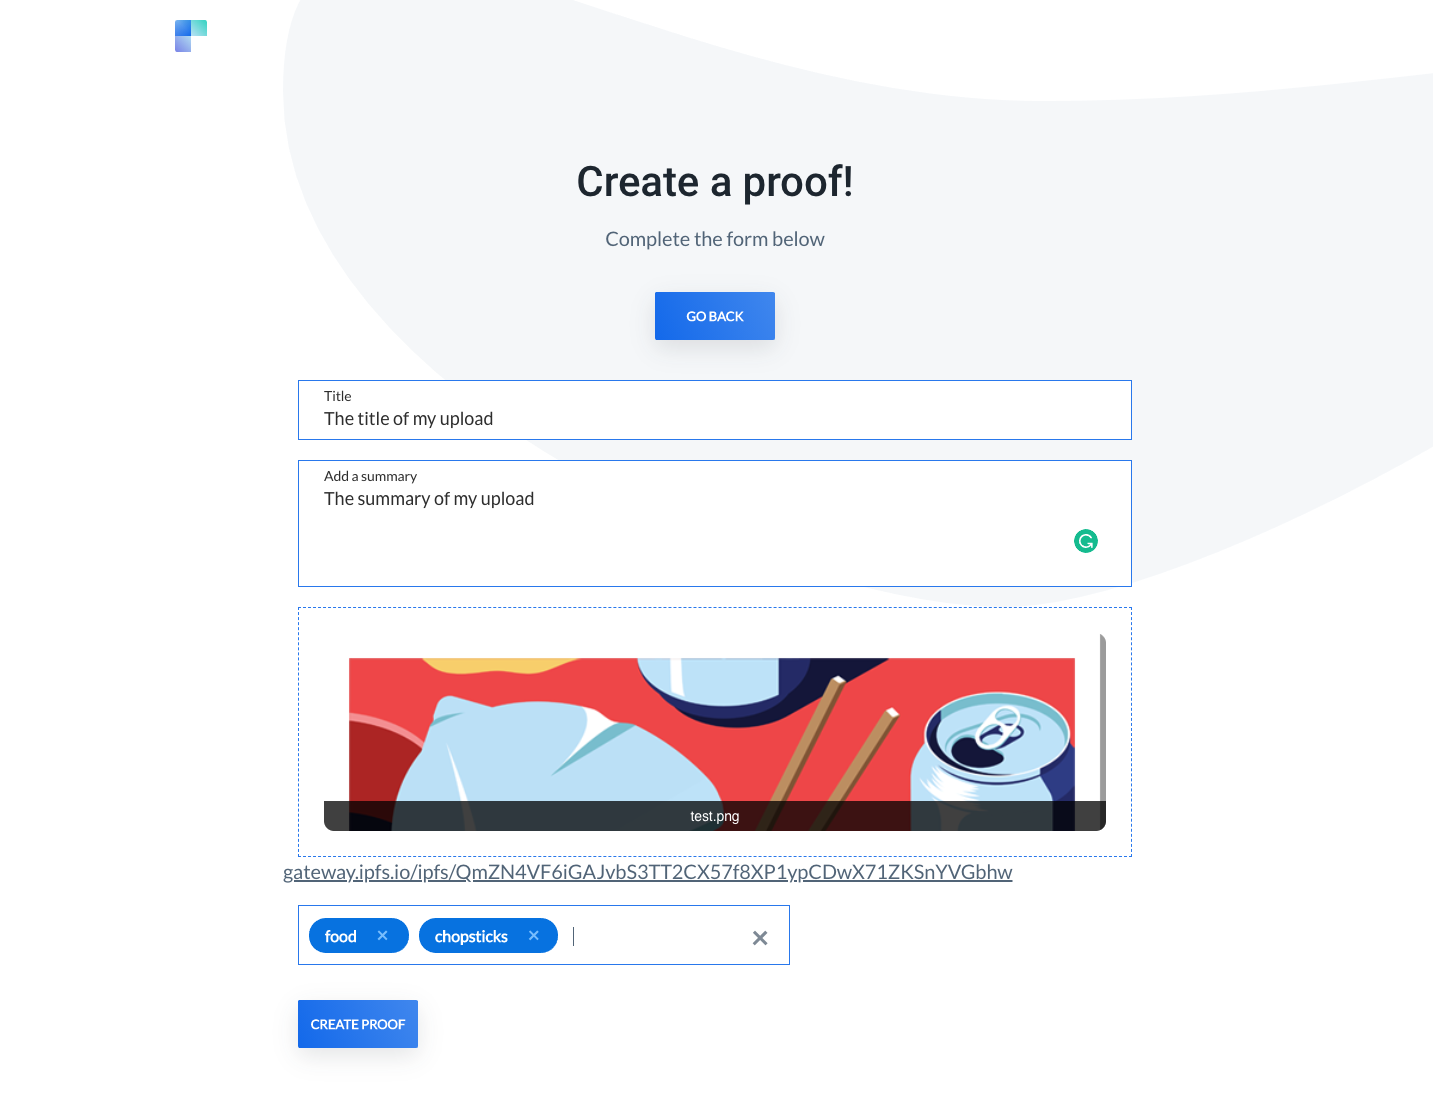 Create a proof!
Complete the form below
GO BACK
Title
The title of my upload
Add a summary
The summary of my upload
test.png
gateway.ipfs.io/ipfs/QmZN4VF6iGAJvbS3TT2CX57f8XP1ypCDwX71ZKSnYVGbhw
food × chopsticks × ×
CREATE PROOF